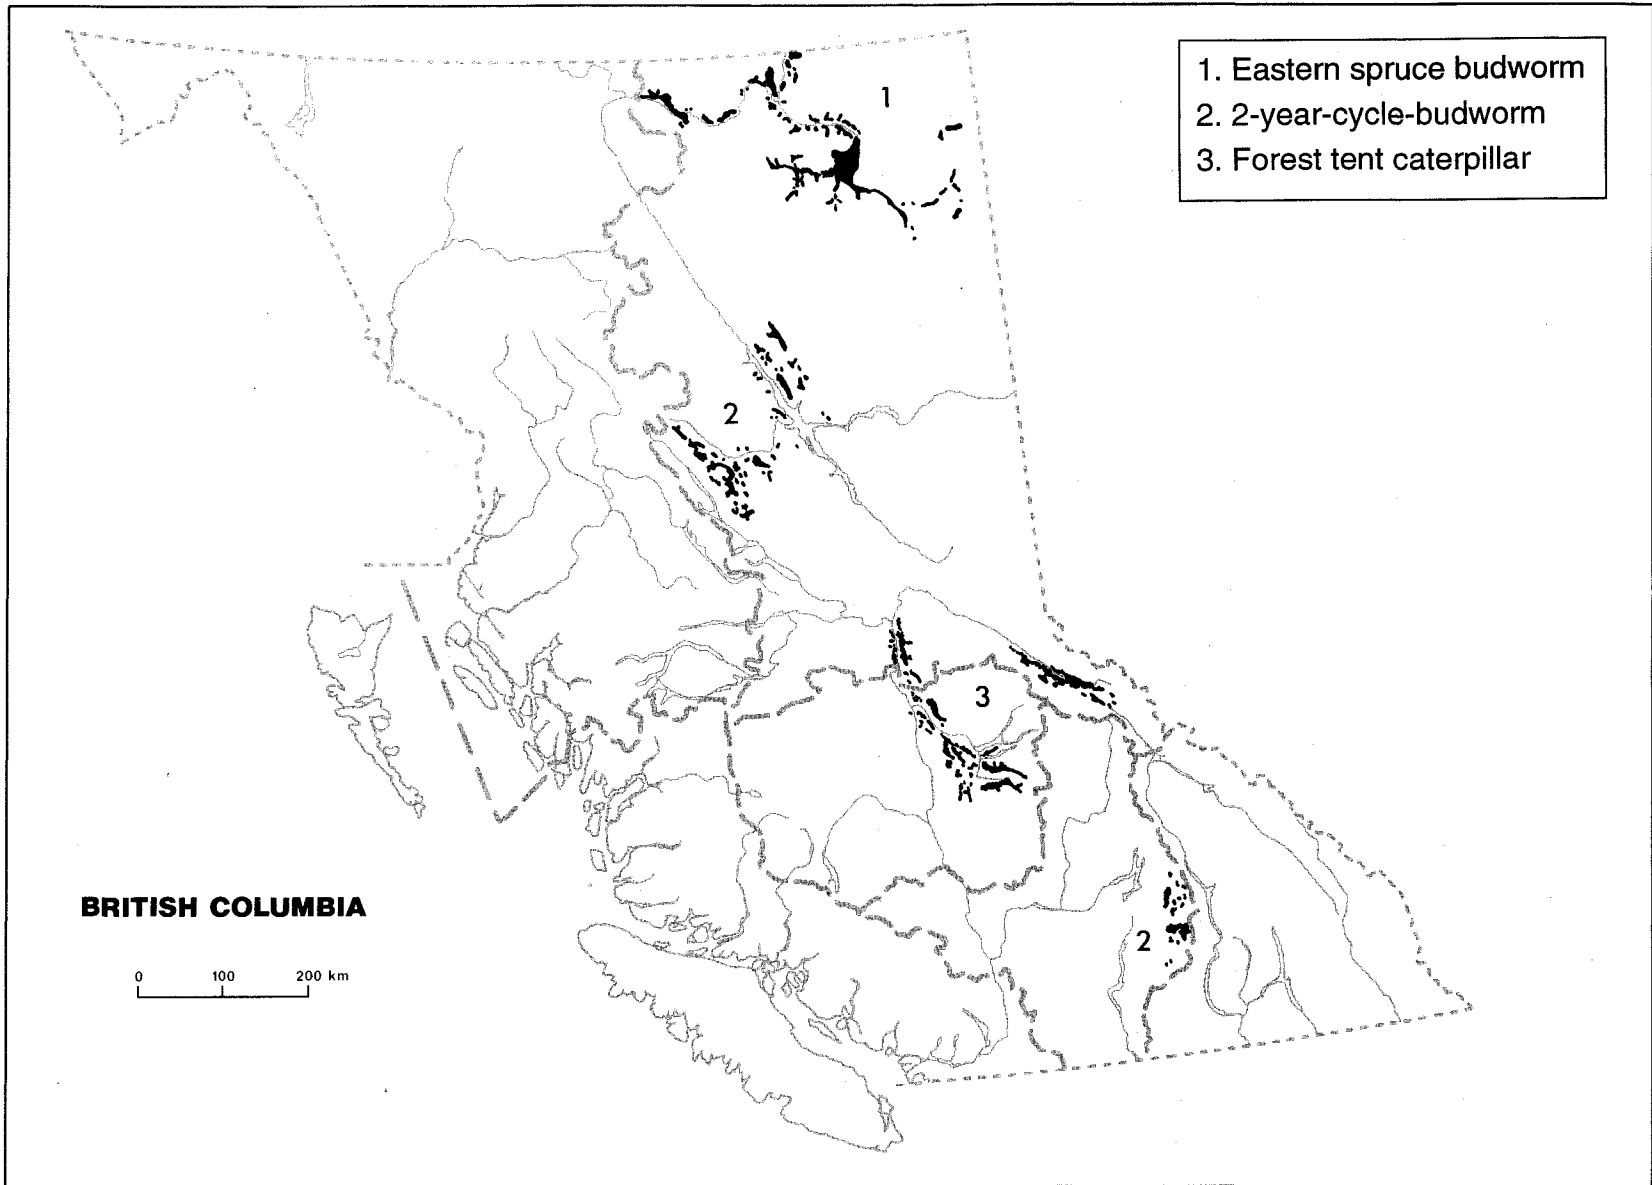 1. Eastern spruce budworm
2. 2-year-cycle-budworm
3. Forest tent caterpillar
1
2
3
2
BRITISH COLUMBIA
0 100 200 km